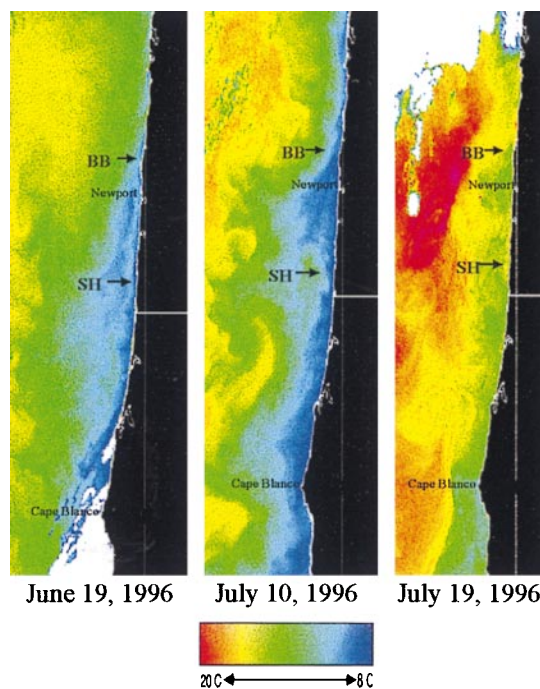 BB
Newport
SH
Cape Blanco
June 19, 1996
BB
Newport
SH
Cape Blanco
July 10, 1996
BB
Newport
SH
Cape Blanco
July 19, 1996
20 C 8 C